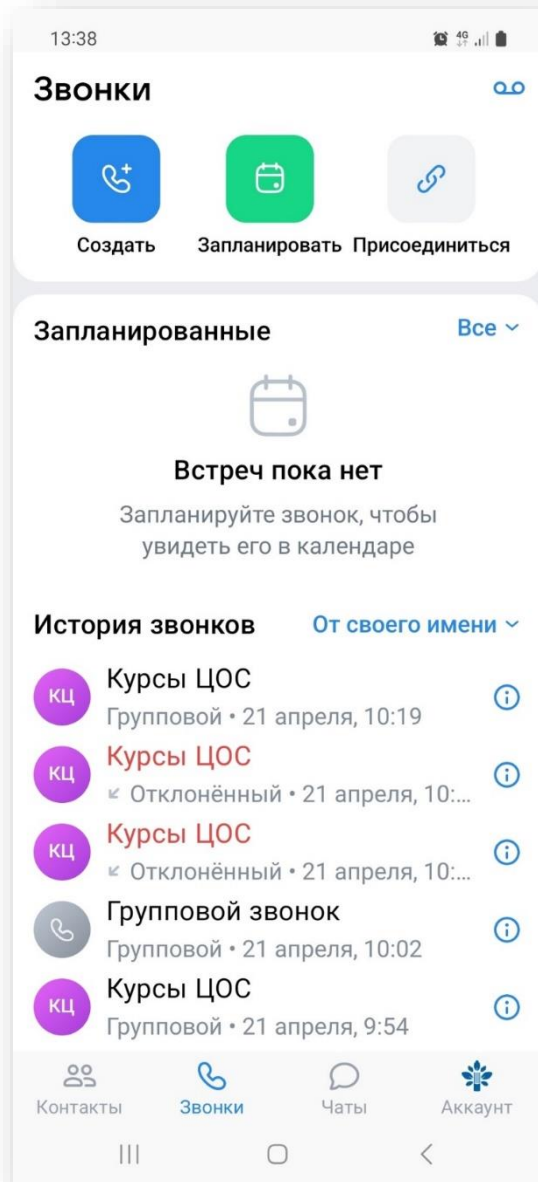 13:38
4G
Звонки
Создать
Запланировать
Присоединиться
Запланированные
Все
Встреч пока нет
Запланируйте звонок, чтобы
увидеть его в календаре
История звонков
От своего имени
КЦ
Курсы ЦОС
Групповой • 21 апреля, 10:19
КЦ
Курсы ЦОС
Отклонённый • 21 апреля, 10:...
КЦ
Курсы ЦОС
Отклонённый • 21 апреля, 10:...
Групповой звонок
Групповой • 21 апреля, 10:02
КЦ
Курсы ЦОС
Групповой • 21 апреля, 9:54
Контакты
Звонки
Чаты
Аккаунт